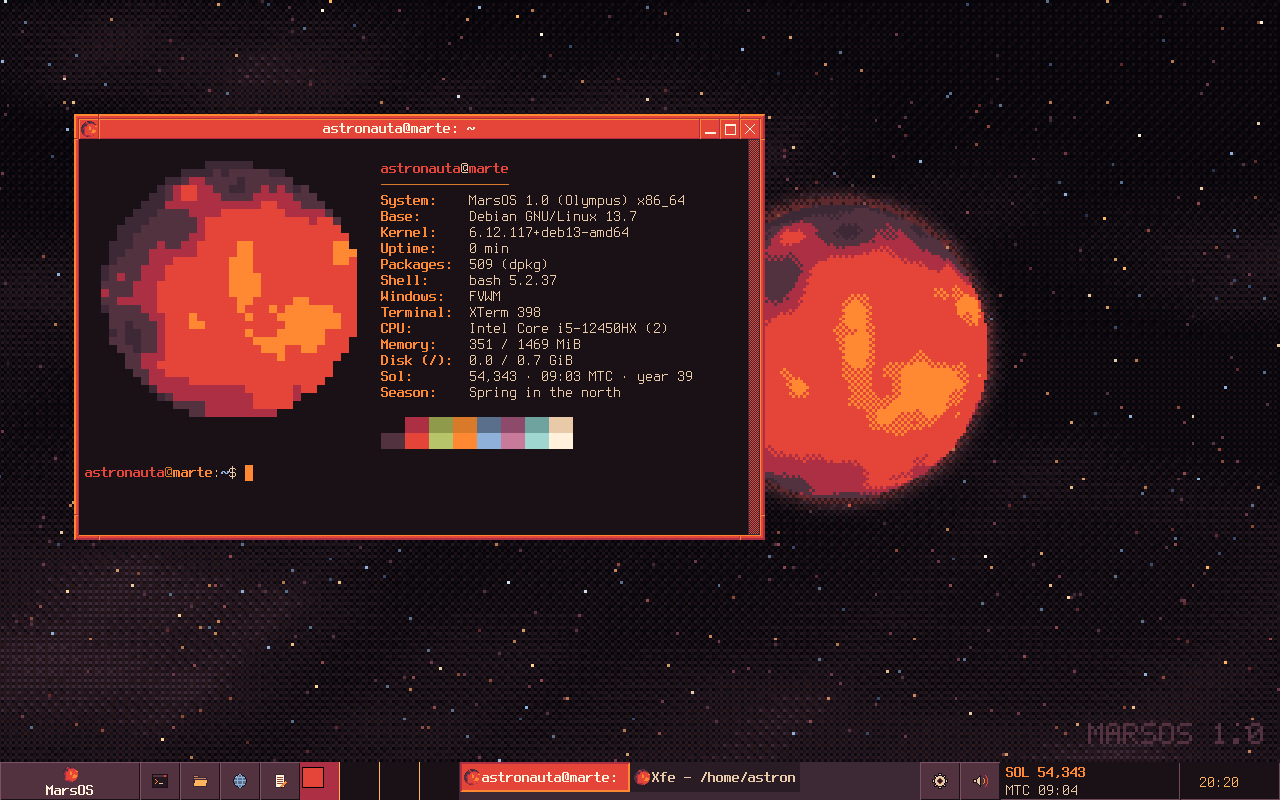 astronauta@marte: ~
astronauta@marte
System: MarsOS 1.0 (Olympus) x86_64
Base: Debian GNU/Linux 13.7
Kernel: 6.12.117+deb13-amd64
Uptime: 0 min
Packages: 509 (dpkg)
Shell: bash 5.2.37
Windows: FVWM
Terminal: XTerm 398
CPU: Intel Core i5-12450HX (2)
Memory: 351 / 1469 MiB
Disk (/): 0.0 / 0.7 GiB
Sol: 54,343 · 09:03 MTC · year 39
Season: Spring in the north
astronauta@marte:~$
MARSOS 1.0
MarsOS
astronauta@marte:
Xfe - /home/astron
SOL 54,343
MTC 09:04
20:20